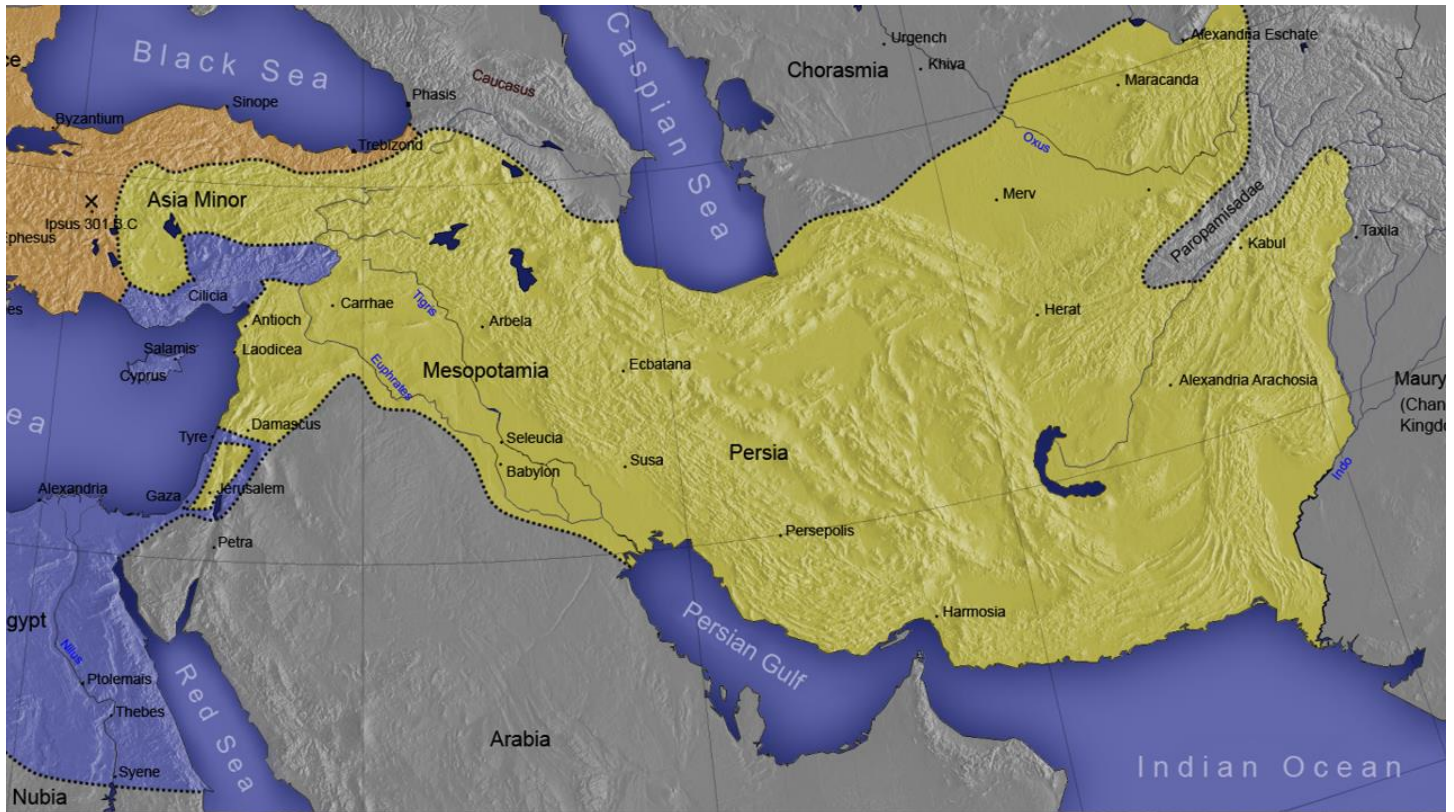 Black Sea
Caspian Sea
Urgench
Khiva
Chorasmia
Alexandria Eschate
Maracanda
ce
Caucasus
Phasis
Sinope
Byzantium
Trebizond
Oxus
Merv
Asia Minor
Ipsus 301 B.C
Ephesus
Paropamisadae
Kabul
Taxila
Cilicia
Carrhae
Tigris
Antioch
Arbela
Herat
es
Salamis
Laodicea
Cyprus
Euphrates
Mesopotamia
Ecbatana
Alexandria Arachosia
Maury
(Chan
Kingdo
ea
Damascus
Tyre
Seleucia
Persia
Babylon
Susa
Indo
Alexandria
Gaza
Jerusalem
Petra
Persepolis
gypt
Nilus
Harmosia
Persian Gulf
Ptolemais
Red Sea
Thebes
Arabia
Syene
Indian Ocean
Nubia